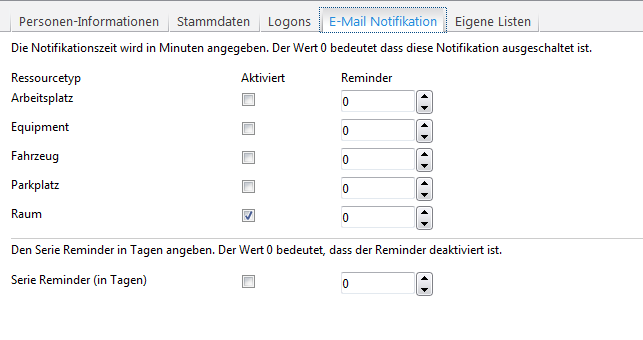 Personen-Informationen Stammdaten Logons E-Mail Notifikation Eigene Listen
Die Notifikationszeit wird in Minuten angegeben. Der Wert 0 bedeutet dass diese Notifikation ausgeschaltet ist.
Ressourcetyp Aktiviert Reminder
Arbeitsplatz 0
Equipment 0
Fahrzeug 0
Parkplatz 0
Raum 0
Den Serie Reminder in Tagen angeben. Der Wert 0 bedeutet, dass der Reminder deaktiviert ist.
Serie Reminder (in Tagen) 0